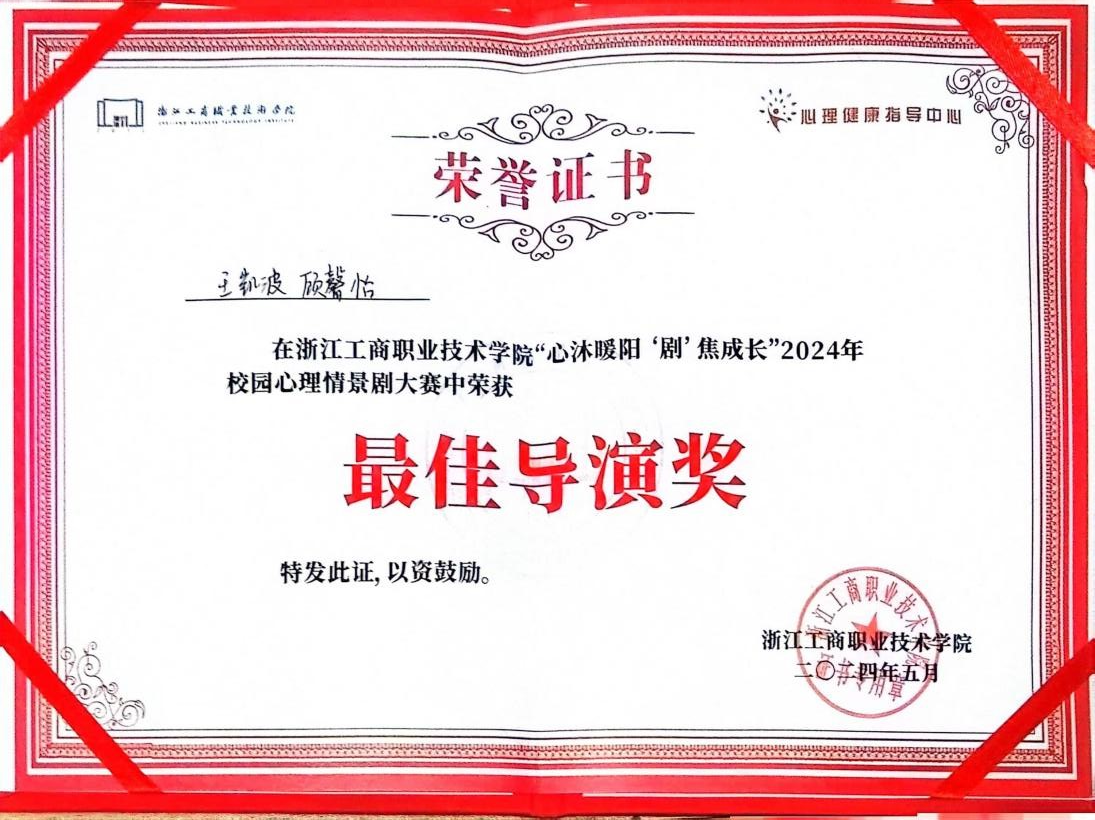 浙江工商职业技术学院
ZHEJIANG BUSINESS TECHNOLOGY INSTITUTE
心理健康指导中心
荣誉证书
王凯波 顾馨怡
在浙江工商职业技术学院“心沐暖阳‘剧’焦成长”2024年
校园心理情景剧大赛中荣获
最佳导演奖
特发此证,以资鼓励。
浙江工商职业技术学院
二〇二四年五月